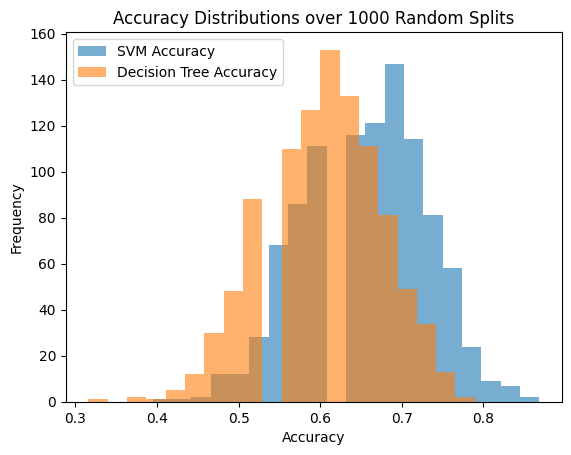 Accuracy Distributions over 1000 Random Splits
SVM Accuracy
Decision Tree Accuracy
Frequency
160
140
120
100
80
60
40
20
0
0.3 0.4 0.5 0.6 0.7 0.8
Accuracy